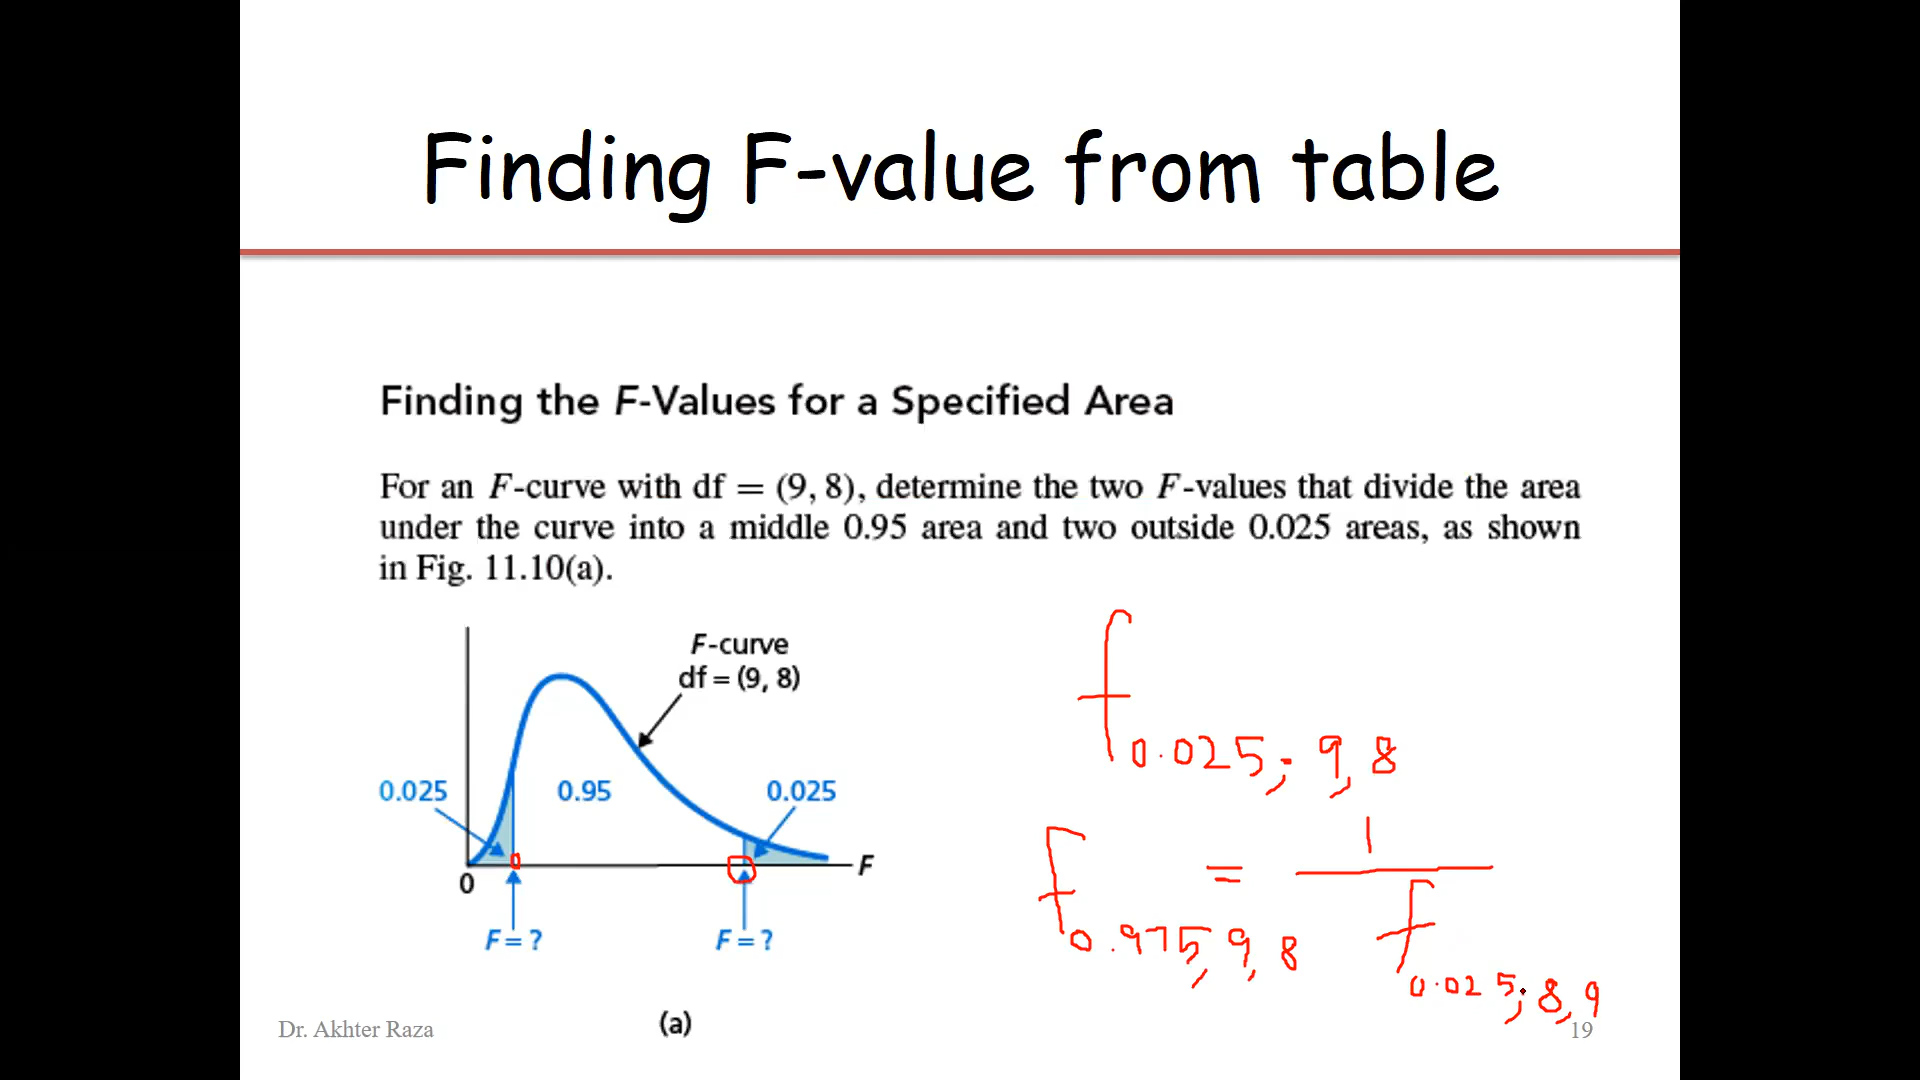 Finding F-value from table
Finding the F-Values for a Specified Area
For an F-curve with df = (9, 8), determine the two F-values that divide the area
under the curve into a middle 0.95 area and two outside 0.025 areas, as shown
in Fig. 11.10(a).
F-curve
df = (9, 8)
0.025
0.95
0.025
F
0
F = ?
F = ?
(a)
f 0.025; 9, 8
f 0.975, 9, 8 = 1 / f 0.025; 8, 9
Dr. Akhter Raza
19